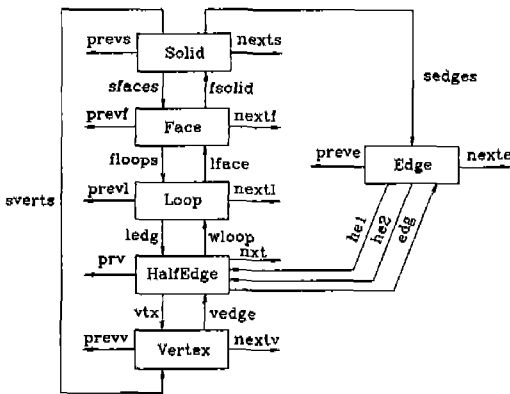 prevs Solid nexts
sfaces fsolid sedges
prevf Face nextf
floops lface preve Edge nexte
prevl Loop nextl
sverts
ledg wloop he1 he2 edg
prv HalfEdge nxt
vtx vedge
prevv Vertex nextv